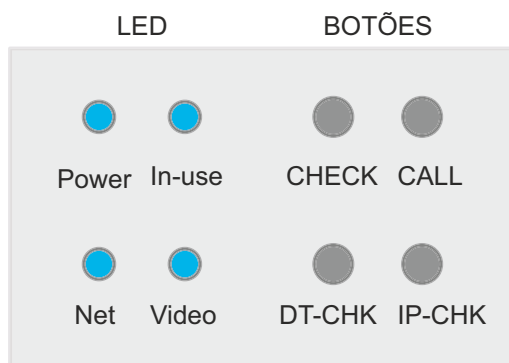 LED BOTÕES
Power In-use CHECK CALL
Net Video DT-CHK IP-CHK